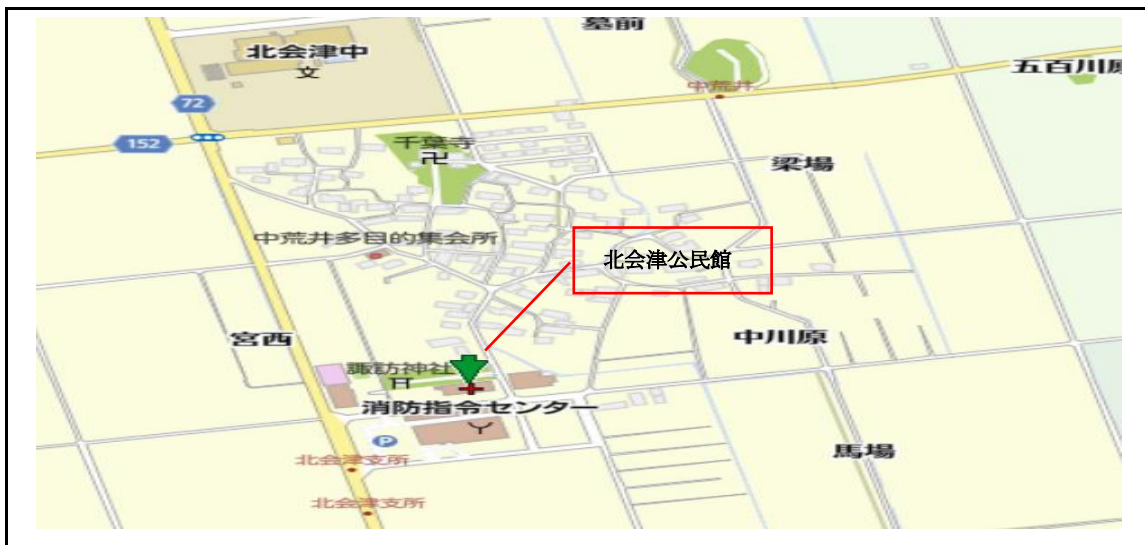 墓前
北会津中
文
五百川原
中荒井
72
152
千葉寺
卍
梁場
中荒井多目的集会所
北会津公民館
宮西
中川原
諏訪神社
消防指令センター
P
馬場
北会津支所
北会津支所